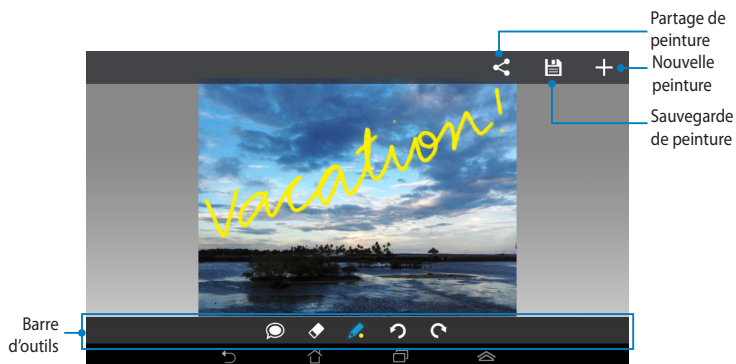 Partage de
peinture
Nouvelle
peinture
Sauvegarde
de peinture
vacation!
Barre
d'outils